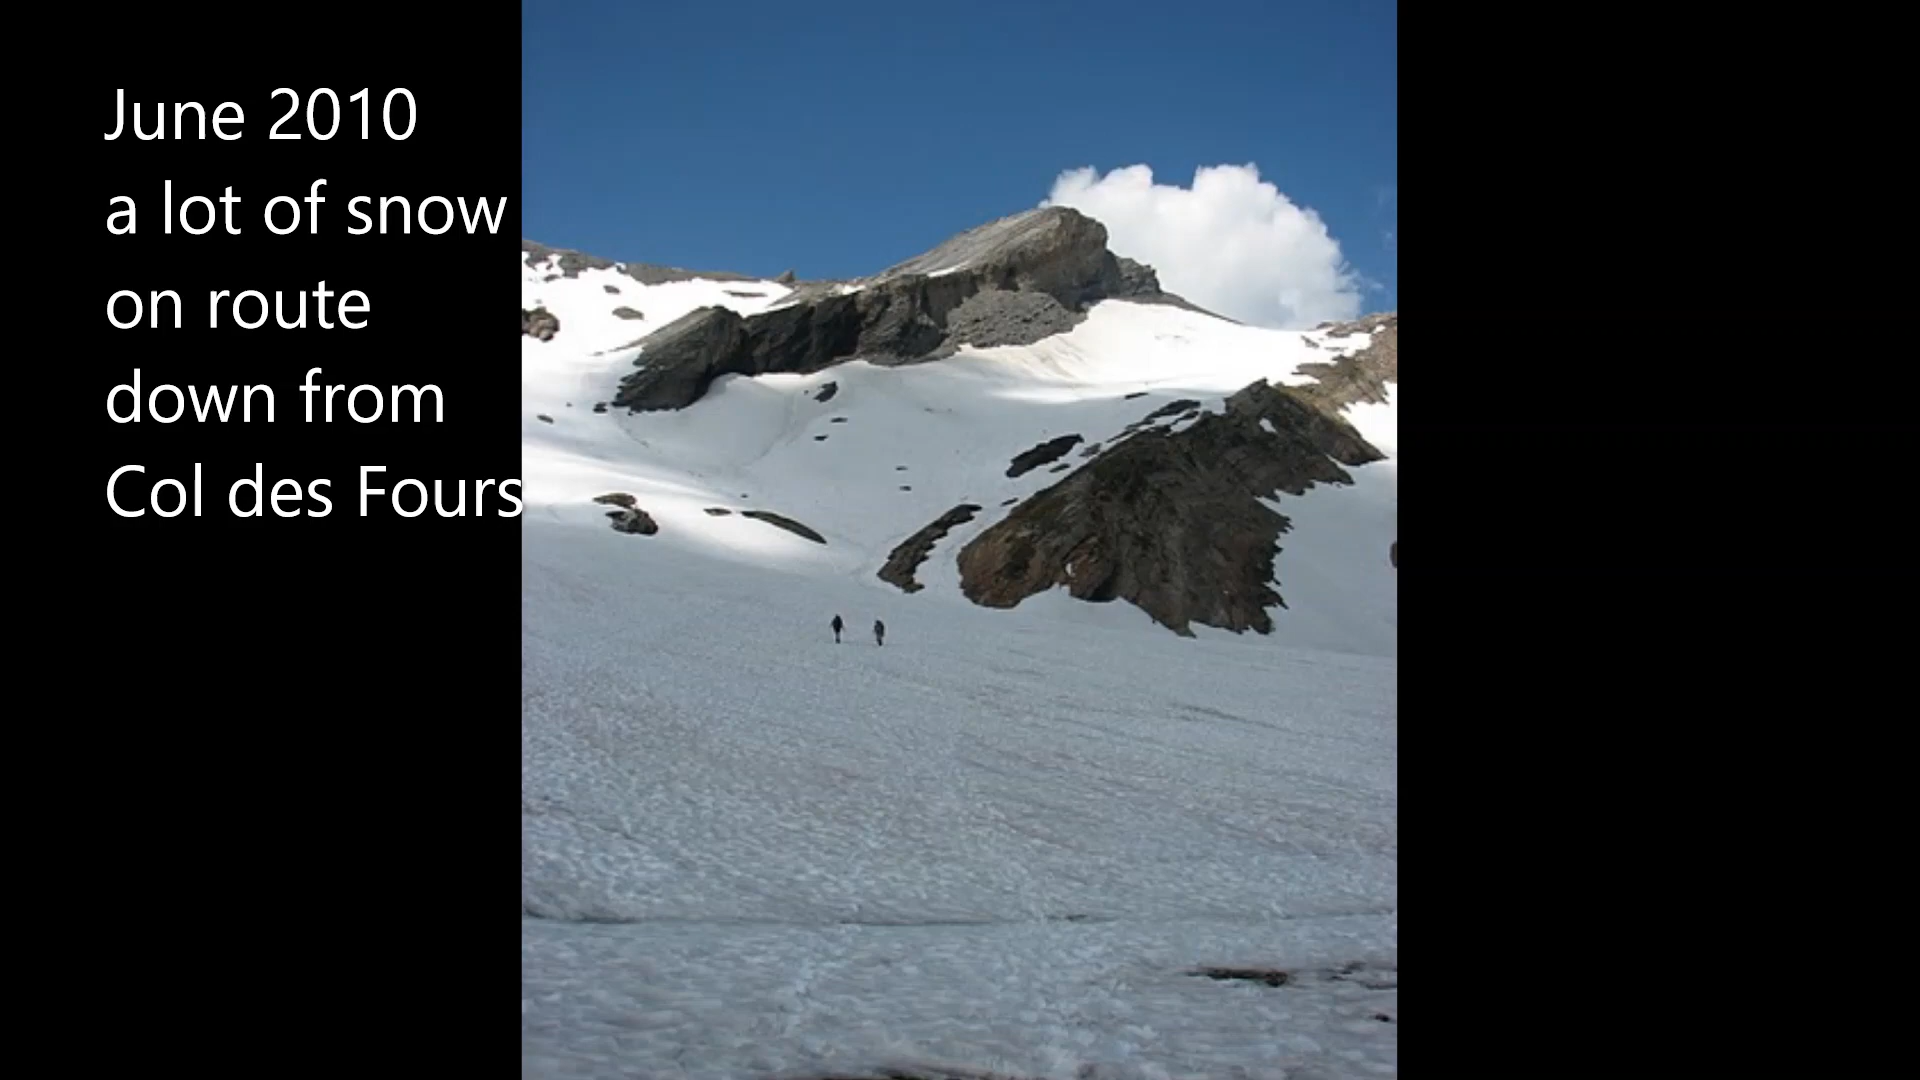 June 2010
a lot of snow
on route
down from
Col des Fours